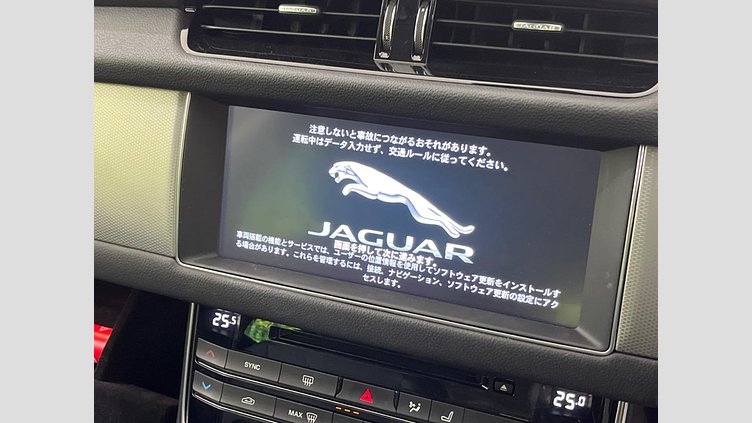 JAGUAR
JAGUAR
注意しないと事故につながるおそれがあります。
運転中はデータ入力せず、交通ルールに従ってください。
JAGUAR
画面を押して次に進みます。
車両搭載の機能とサービスでは、ユーザーの位置情報を使用してソフトウェア更新をインストールす
る場合があります。これらを管理するには、接続、ナビゲーション、ソフトウェア更新の設定にアク
セスします。
25.5
SYNC
MAX
25.0